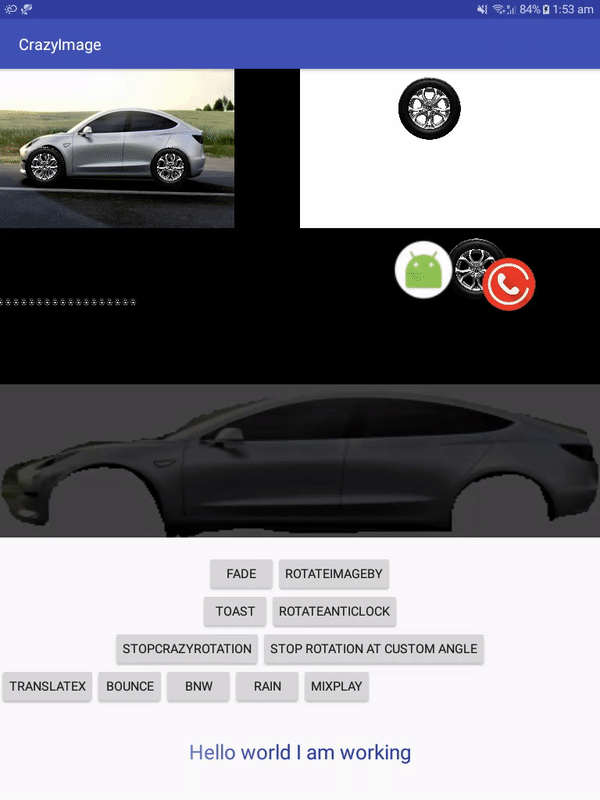 84% 1:53 am
CrazyImage
FADE ROTATEIMAGEBY
TOAST ROTATEANTICLOCK
STOPCRAZYROTATION STOP ROTATION AT CUSTOM ANGLE
TRANSLATEX BOUNCE BNW RAIN MIXPLAY
Hello world I am working